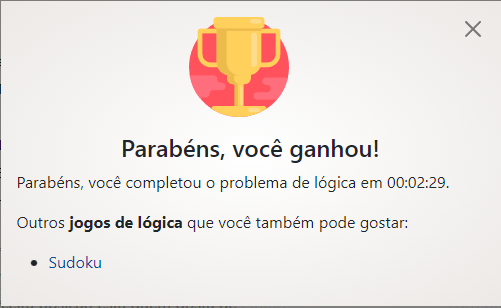 Parabéns, você ganhou!
Parabéns, você completou o problema de lógica em 00:02:29.
Outros jogos de lógica que você também pode gostar:
Sudoku